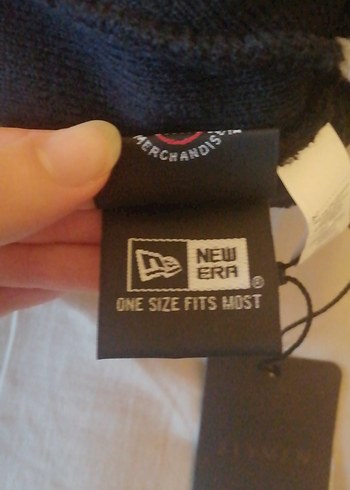 MERCHANDISE
NEW
ERA®
ONE SIZE FITS MOST